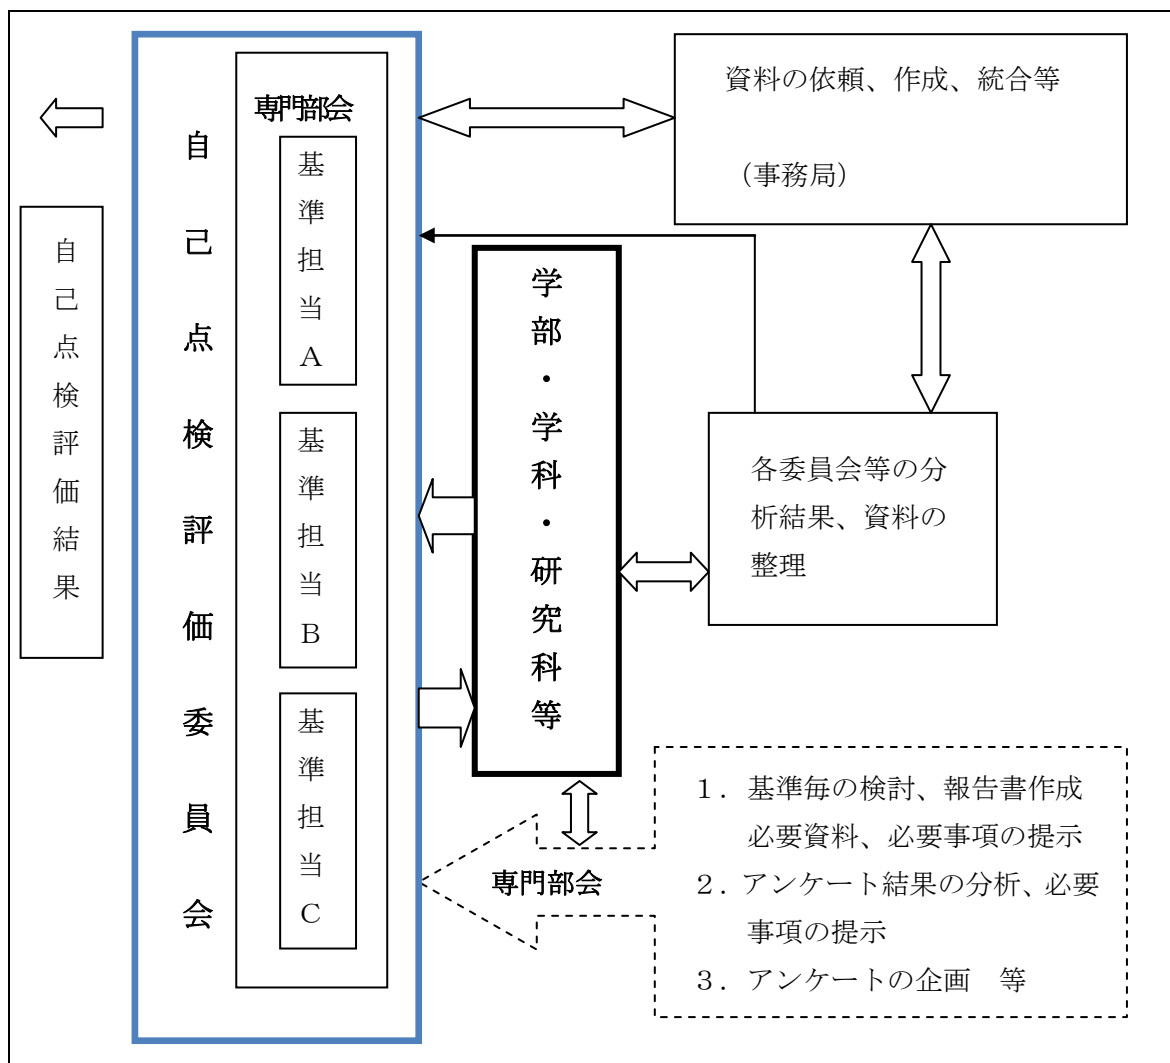 自己点検評価結果
自己点検評価委員会
専門部会
基準担当A
基準担当B
基準担当C
学部・学科・研究科等
資料の依頼、作成、統合等
(事務局)
各委員会等の分
析結果、資料の
整理
専門部会
1．基準毎の検討、報告書作成
必要資料、必要事項の提示
2．アンケート結果の分析、必要
事項の提示
3．アンケートの企画　等